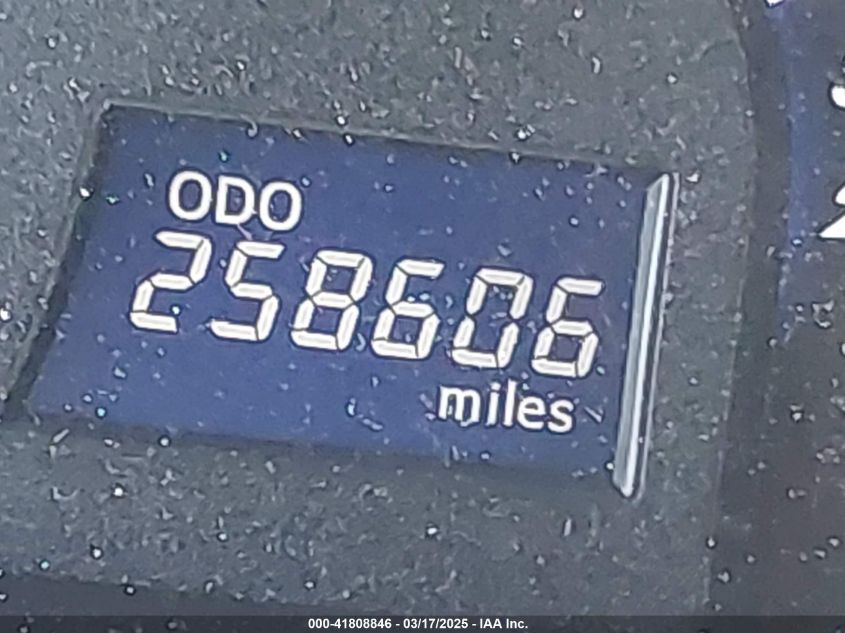 ODO
258606
miles
000-41808846 - 03/17/2025 - IAA Inc.